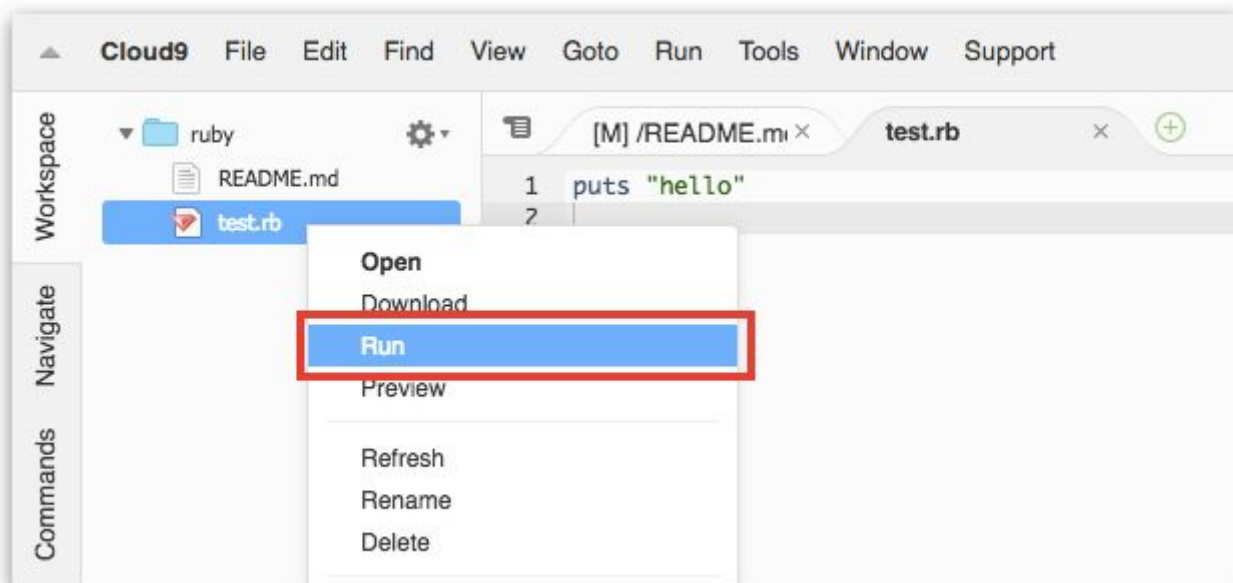 Cloud9 File Edit Find View Goto Run Tools Window Support
Workspace
Navigate
Commands
ruby
README.md
test.rb
[M] /README.m
test.rb
1 puts "hello"
2
Open
Download
Run
Preview
Refresh
Rename
Delete